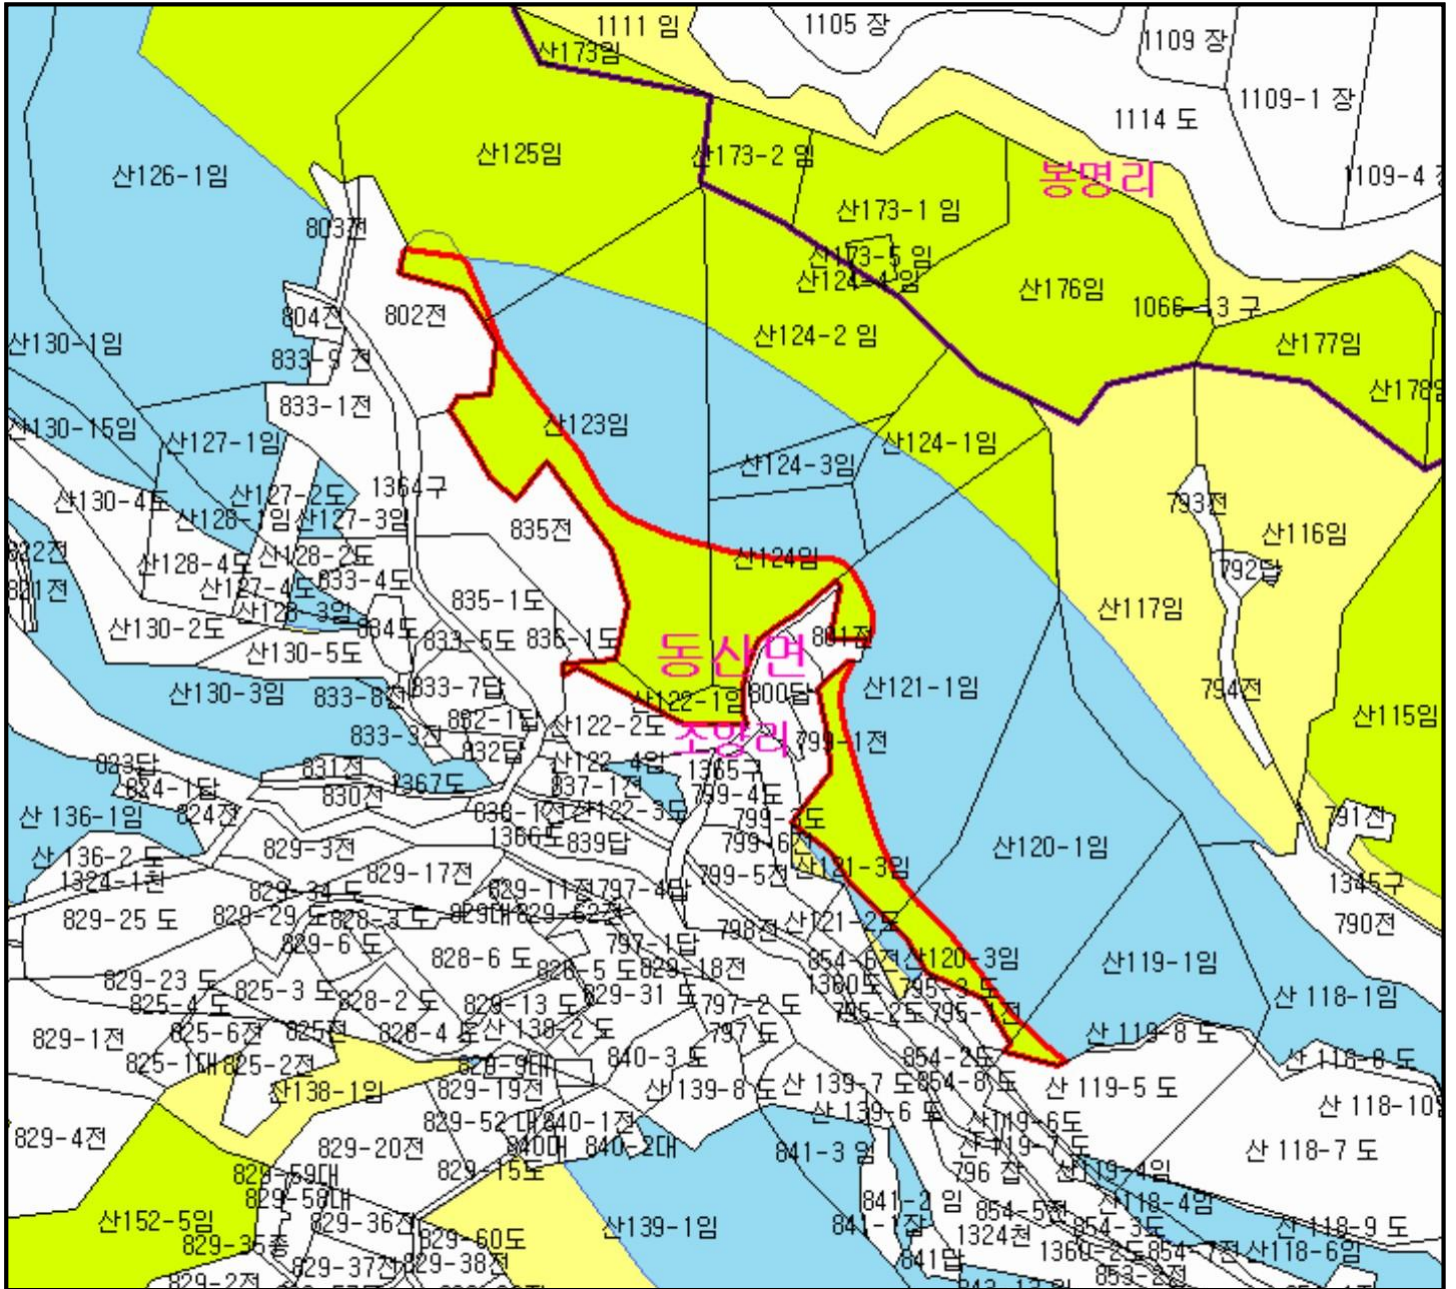 1111 임
1105 장
1109 장
산173임
1109-1 장
1114 도
산125임
산173-2 임
산126-1임
봉명리
1109-4
803전
산173-1 임
산173-5 임
산124-4 임
산176임
1066-13 구
804전
802전
산130-1임
산124-2 임
산177임
833-9 전
산178임
833-1전
산123임
산130-15임
산127-1임
산124-1임
산124-3임
1364구
산127-2도
산130-4도
793전
산128-1임
산127-3임
835전
산116임
822전
산128-2도
산124임
산128-4도
833-4도
792답
821전
산127-4도
835-1도
산128-3임
산117임
산130-2도
834도
833-5도
836-1도
801전
산130-5도
동산면
산130-3임
833-8전
833-7답
산122-1임
800답
산121-1임
794전
832-1답
산122-2도
산115임
833-3전
832답
조양리
799-1전
833답
831전
산122-4임
1365구
824-1답
1367도
837-1전
830전
799-4도
산 136-1임
824전
838-1전
산122-3도
1366도
839답
799-6전
791전
산 136-2 도
829-3전
산121-3임
산120-1임
1324-1천
829-17전
799-5전
829-24 도
829-11전
797-4답
1345구
829-25 도
829-29 도
828-3 도
829대
829-62전
산121-2도
798전
790전
829-6 도
797-1답
828-6 도
854-6전
산120-3임
산119-1임
829-23 도
828-5 도
829-18전
1360도
795-3 도
825-3 도
828-2 도
829-31 도
산 118-1임
825-4 도
829-13 도
797-2 도
795-2도
795-1전
829-1전
825-6전
825전
828-4 도
산 138-2 도
797 도
산 119-8 도
825-1대
825-2전
829-9대
840-3 도
854-2도
산 118-8 도
산138-1임
829-19전
산 139-8 도
산 139-7 도
854-8 도
산 119-5 도
산 139-6 도
산 118-10
829-52 대
840-1전
산119-6도
829-4전
829-20전
840대
840-2대
841-3 임
산 119-7 도
산 118-7 도
829-59대
829-15도
796 잡
산119-4임
829-58대
841-2 임
854-5전
산118-4임
산152-5임
829-36전
산139-1임
841-1잡
1324천
854-3도
산 118-9 도
829-35종
829-60도
1360-2도
854-7전
산118-6임
829-37전
829-38전
841답
853-2전
829-2전